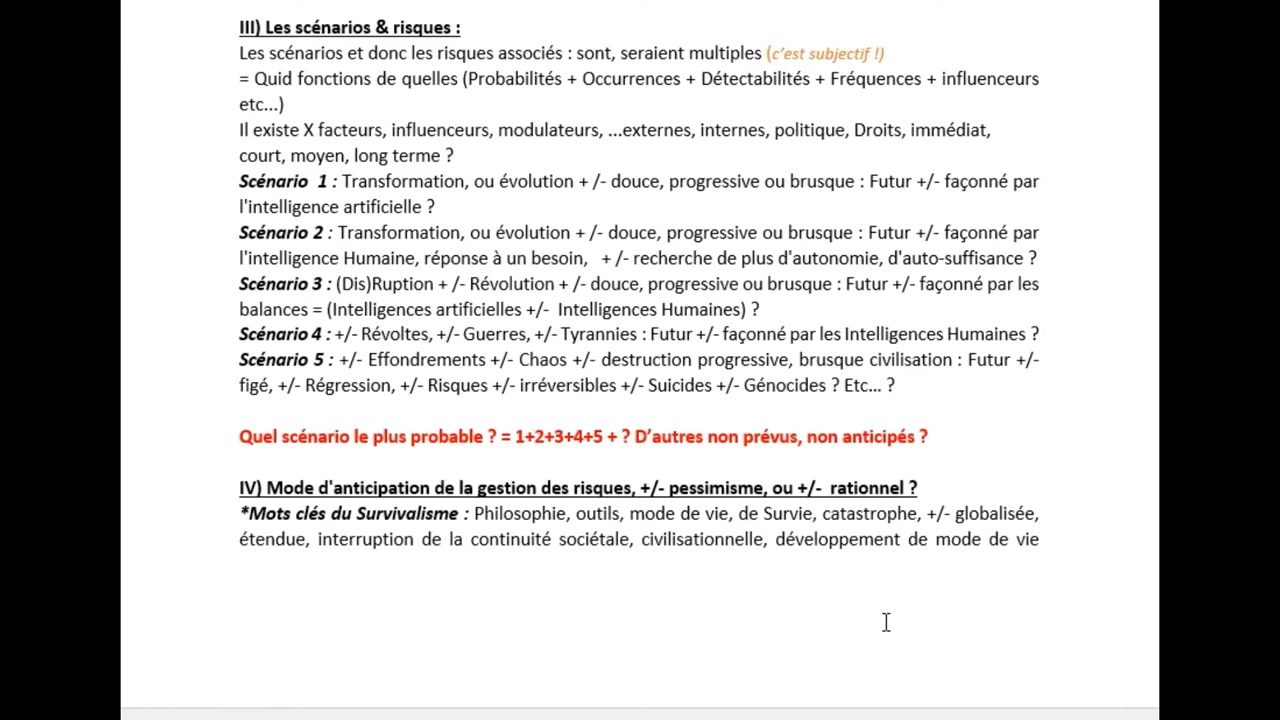 III) Les scénarios & risques :
Les scénarios et donc les risques associés : sont, seraient multiples (c’est subjectif !)
= Quid fonctions de quelles (Probabilités + Occurrences + Détectabilités + Fréquences + influenceurs
etc...)
Il existe X facteurs, influenceurs, modulateurs, ...externes, internes, politique, Droits, immédiat,
court, moyen, long terme ?
Scénario 1 : Transformation, ou évolution + /- douce, progressive ou brusque : Futur +/- façonné par
l'intelligence artificielle ?
Scénario 2 : Transformation, ou évolution + /- douce, progressive ou brusque : Futur +/- façonné par
l'intelligence Humaine, réponse à un besoin, + /- recherche de plus d'autonomie, d'auto-suffisance ?
Scénario 3 : (Dis)Ruption + /- Révolution + /- douce, progressive ou brusque : Futur +/- façonné par les
balances = (Intelligences artificielles +/- Intelligences Humaines) ?
Scénario 4 : +/- Révoltes, +/- Guerres, +/- Tyrannies : Futur +/- façonné par les Intelligences Humaines ?
Scénario 5 : +/- Effondrements +/- Chaos +/- destruction progressive, brusque civilisation : Futur +/-
figé, +/- Régression, +/- Risques +/- irréversibles +/- Suicides +/- Génocides ? Etc... ?
Quel scénario le plus probable ? = 1+2+3+4+5 + ? D’autres non prévus, non anticipés ?
IV) Mode d'anticipation de la gestion des risques, +/- pessimisme, ou +/- rationnel ?
*Mots clés du Survivalisme : Philosophie, outils, mode de vie, de Survie, catastrophe, +/- globalisée,
étendue, interruption de la continuité sociétale, civilisationnelle, développement de mode de vie